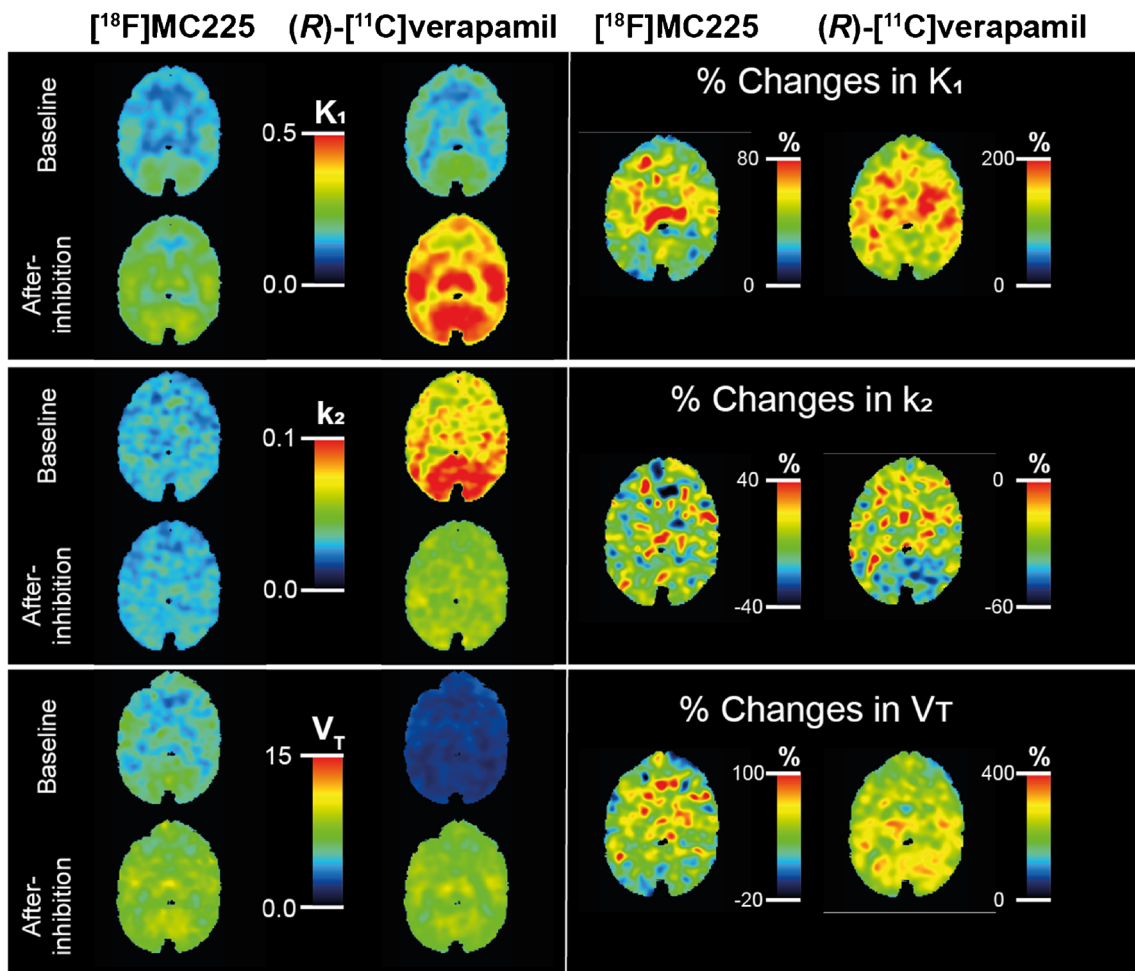 [¹⁸F]MC225 (R)-[¹¹C]verapamil [¹⁸F]MC225 (R)-[¹¹C]verapamil
Baseline
After-
inhibition
K₁
0.5
0.0
% Changes in K₁
%
80
0
%
200
0
Baseline
After-
inhibition
k₂
0.1
0.0
% Changes in k₂
%
40
-40
%
0
-60
Baseline
After-
inhibition
V_T
15
0.0
% Changes in VT
%
100
-20
%
400
0